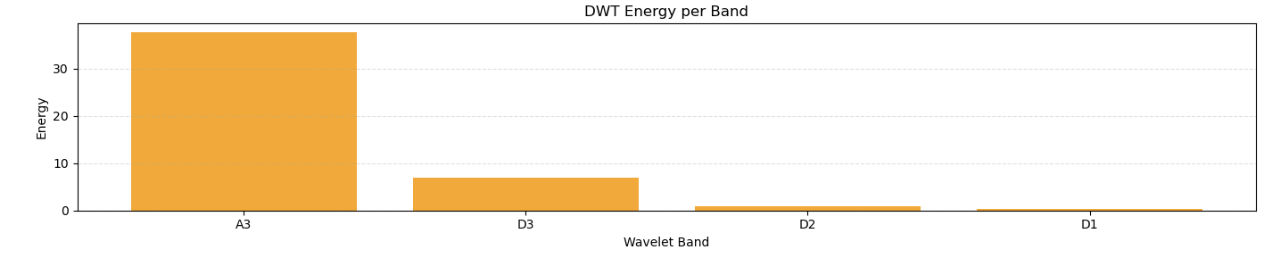 DWT Energy per Band
Energy
30
20
10
0
A3 D3 D2 D1
Wavelet Band